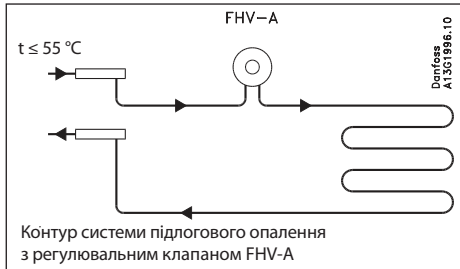 FHV-A
t ≤ 55 °C
Danfoss
A13G1996.10
Контур системи підлогового опалення
з регулювальним клапаном FHV-A